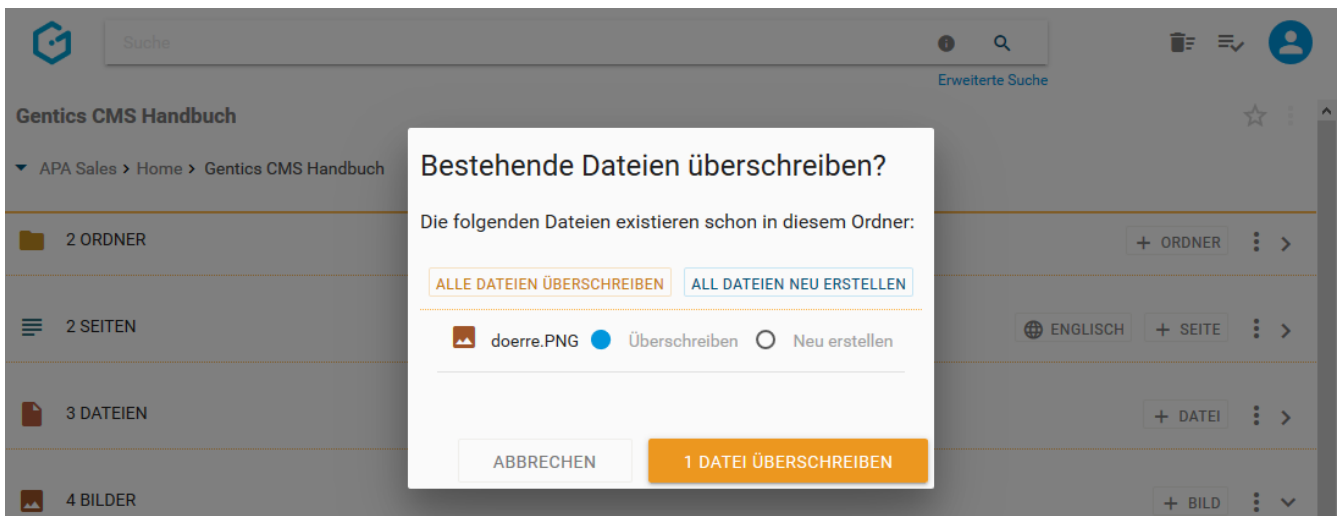 Suche
Erweiterte Suche
Gentics CMS Handbuch
APA Sales > Home > Gentics CMS Handbuch
Bestehende Dateien überschreiben?
Die folgenden Dateien existieren schon in diesem Ordner:
ALLE DATEIEN ÜBERSCHREIBEN ALL DATEIEN NEU ERSTELLEN
doerre.PNG Überschreiben Neu erstellen
ABBRECHEN 1 DATEI ÜBERSCHREIBEN
2 ORDNER + ORDNER
2 SEITEN ENGLISCH + SEITE
3 DATEIEN + DATEI
4 BILDER + BILD